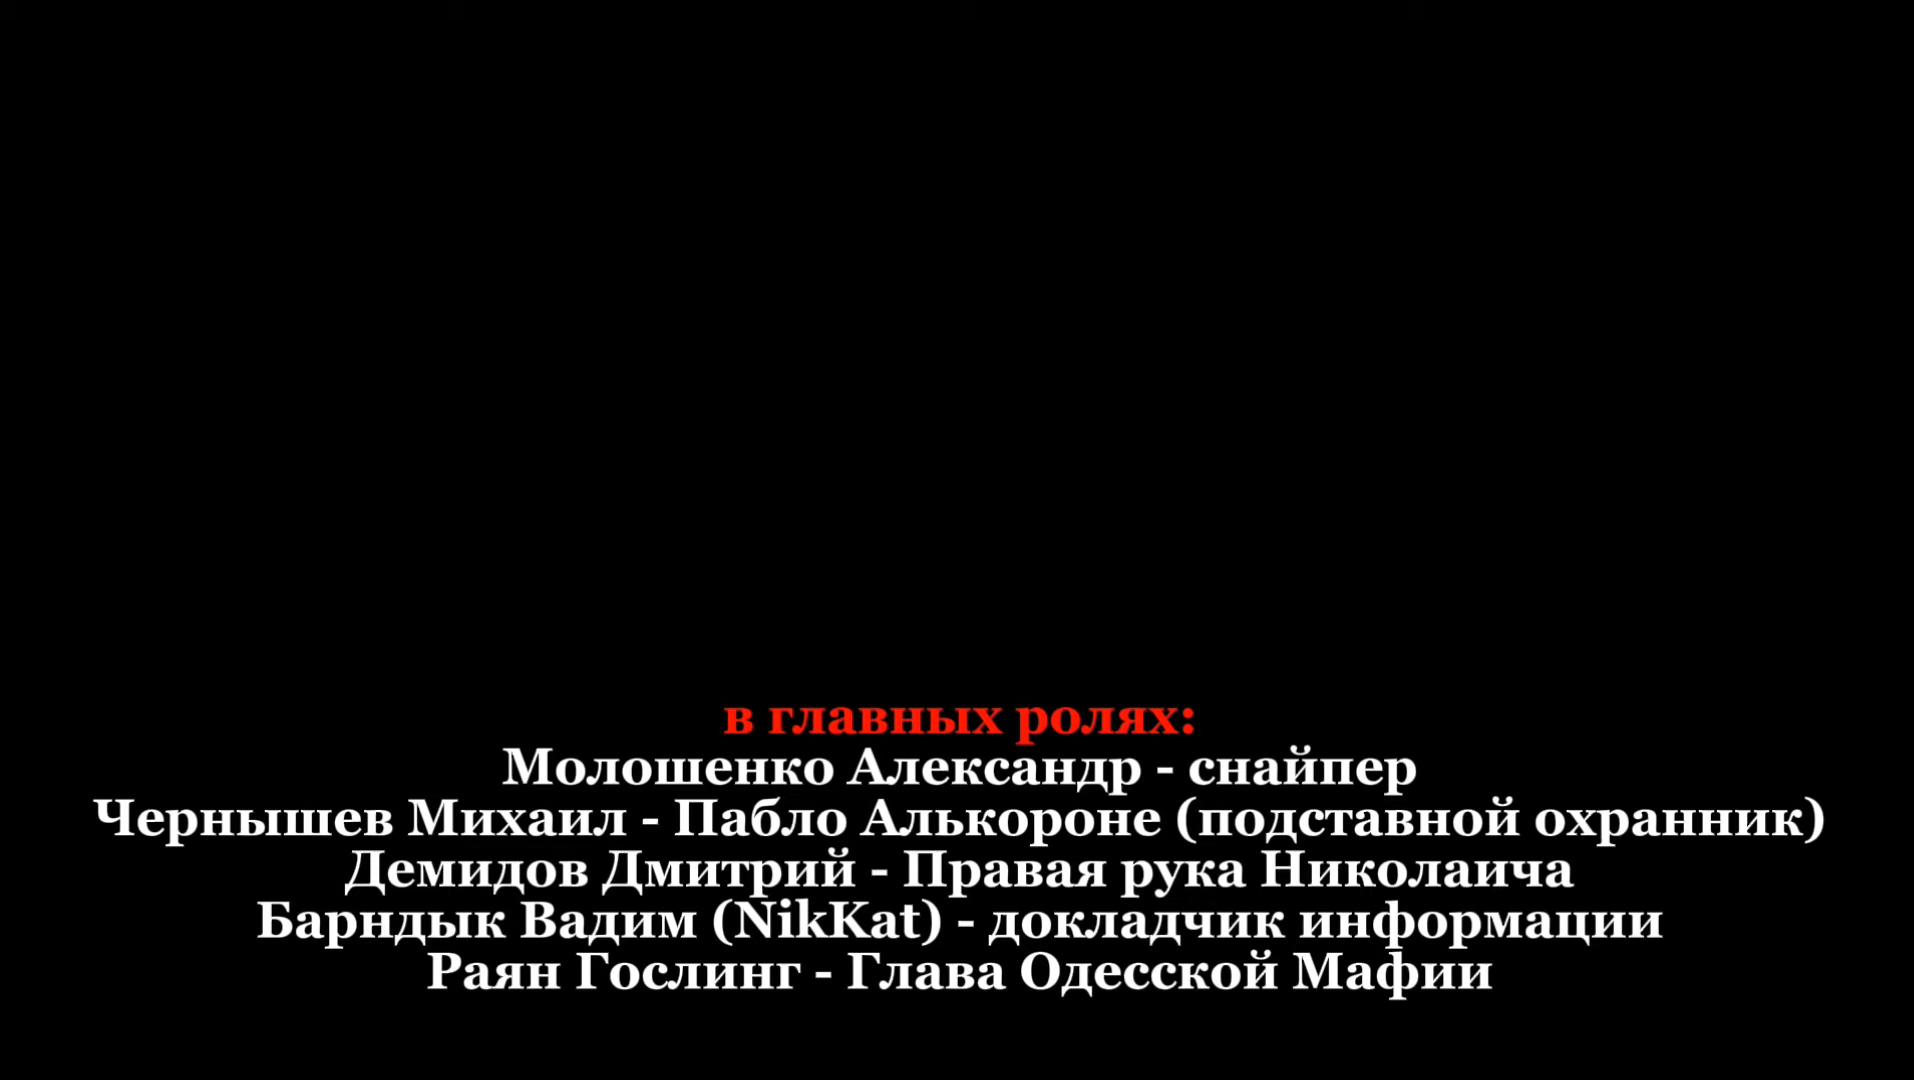 в главных ролях:
Молошенко Александр - снайпер
Чернышев Михаил - Пабло Алькороне (подставной охранник)
Демидов Дмитрий - Правая рука Николаича
Барндык Вадим (NikKat) - докладчик информации
Раян Гослинг - Глава Одесской Мафии